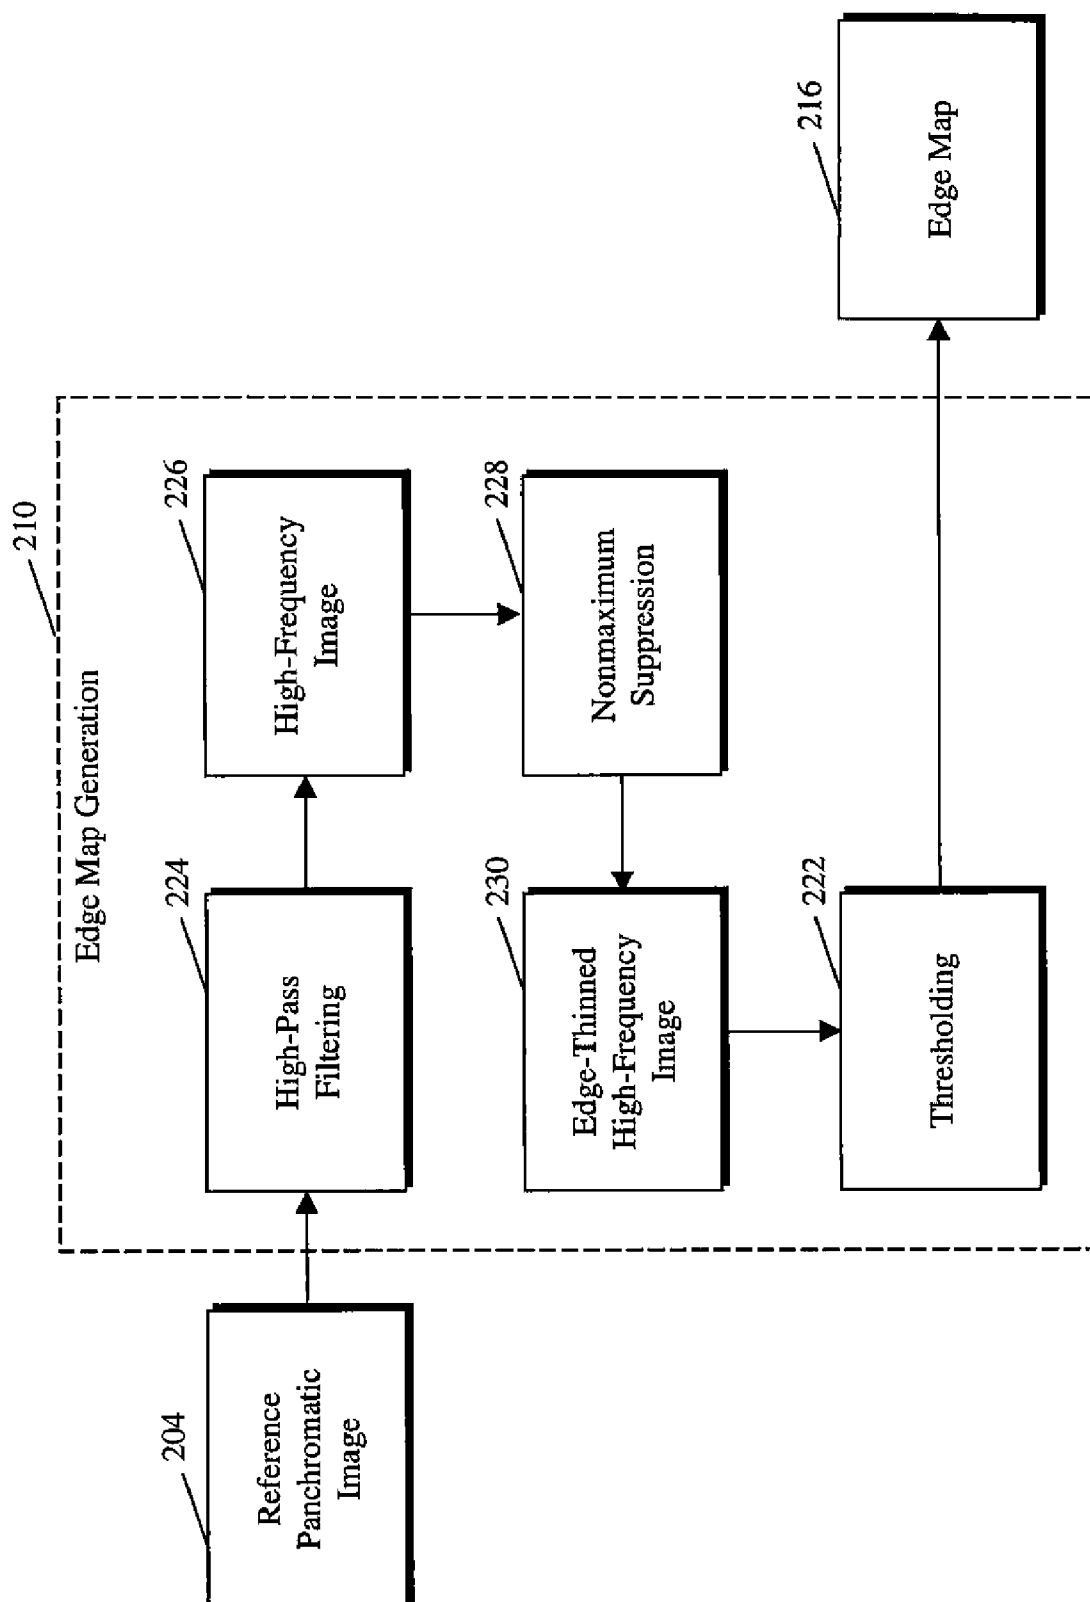 210
Edge Map Generation
204
Reference
Panchromatic
Image
224
High-Pass
Filtering
226
High-Frequency
Image
228
Nonmaximum
Suppression
230
Edge-Thinned
High-Frequency
Image
222
Thresholding
216
Edge Map